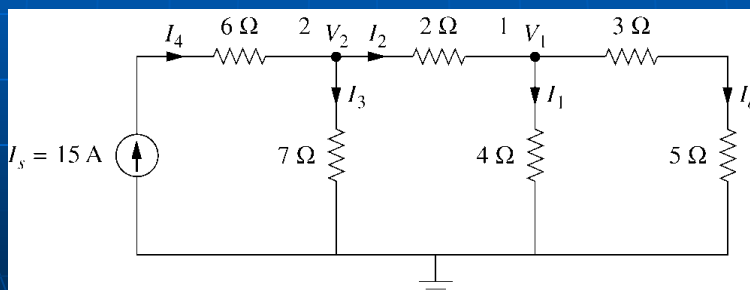 I₄ 6 Ω 2 V₂ I₂ 2 Ω 1 V₁ 3 Ω
I₃ I₁
Iₛ = 15 A 7 Ω 4 Ω 5 Ω